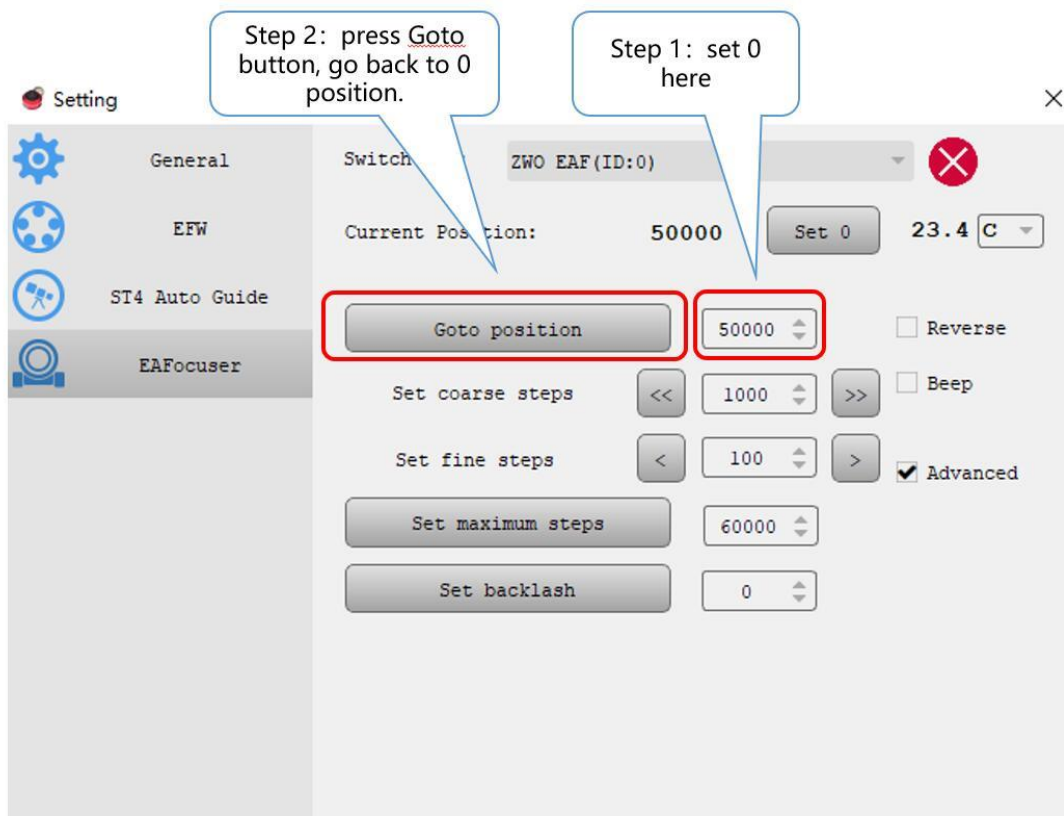 Step 2：press Goto
button, go back to 0
position.
Step 1：set 0
here
Setting
General
Switch
ZWO EAF(ID:0)
EFW
Current Position:
50000
Set 0
23.4
C
ST4 Auto Guide
Goto position
50000
Reverse
EAFocuser
Set coarse steps
<<
1000
>>
Beep
Set fine steps
<
100
>
Advanced
Set maximum steps
60000
Set backlash
0